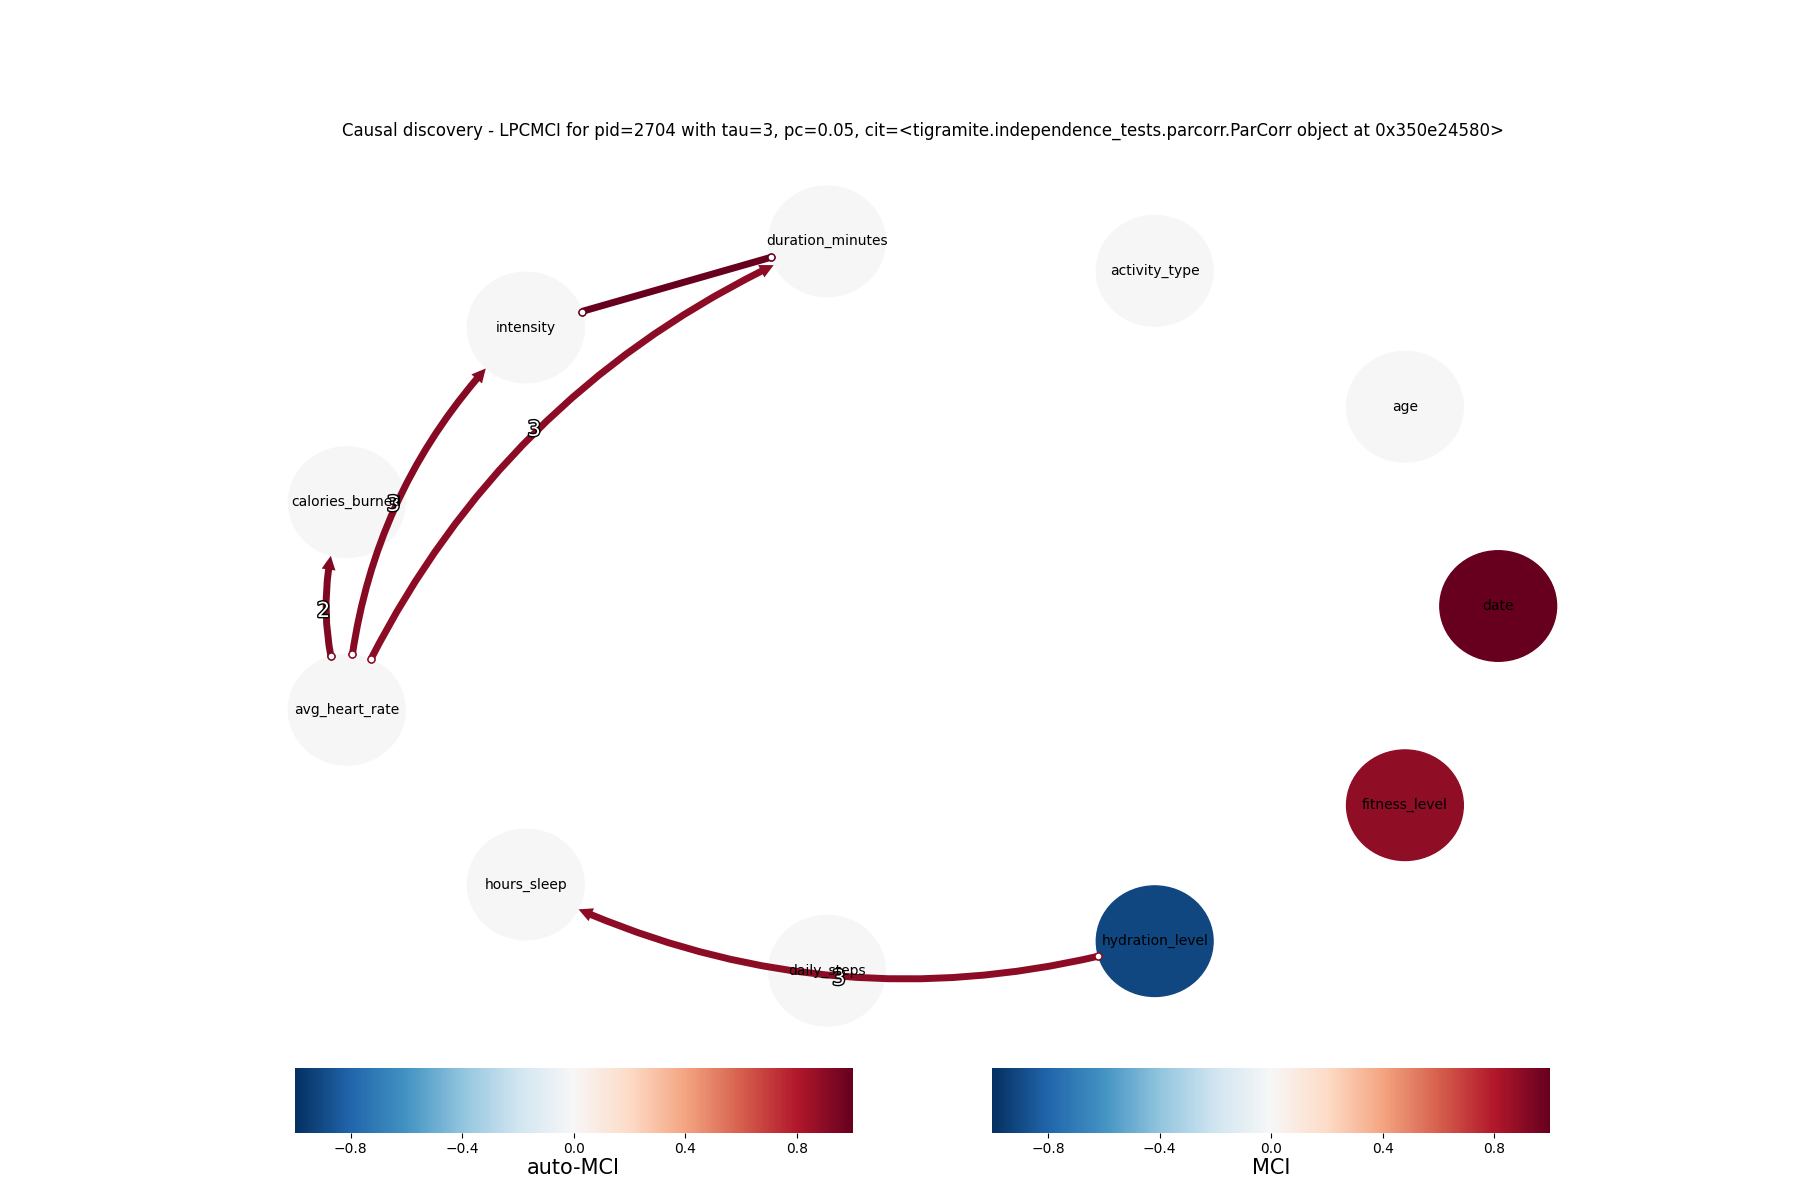 Causal discovery - LPCMCI for pid=2704 with tau=3, pc=0.05, cit=<tigramite.independence_tests.parcorr.ParCorr object at 0x350e24580>
duration_minutes
activity_type
intensity
age
3
calories_burned
3
date
2
avg_heart_rate
fitness_level
hours_sleep
hydration_level
daily_steps
3
−0.8 −0.4 0.0 0.4 0.8
−0.8 −0.4 0.0 0.4 0.8
auto-MCI
MCI